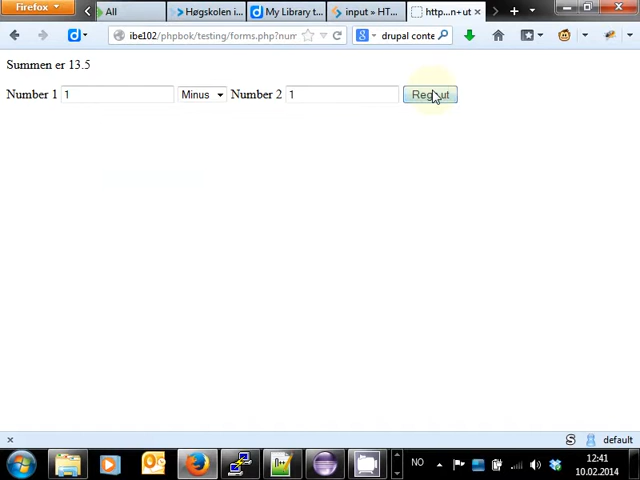 Firefox
All
Høgskolen i...
My Library t...
input » HT...
http...n+ut
ibe102/phpbok/testing/forms.php?num
drupal conte
Summen er 13.5
Number 1 1 Minus Number 2 1 Reg ut
default
NO
12:41
10.02.2014